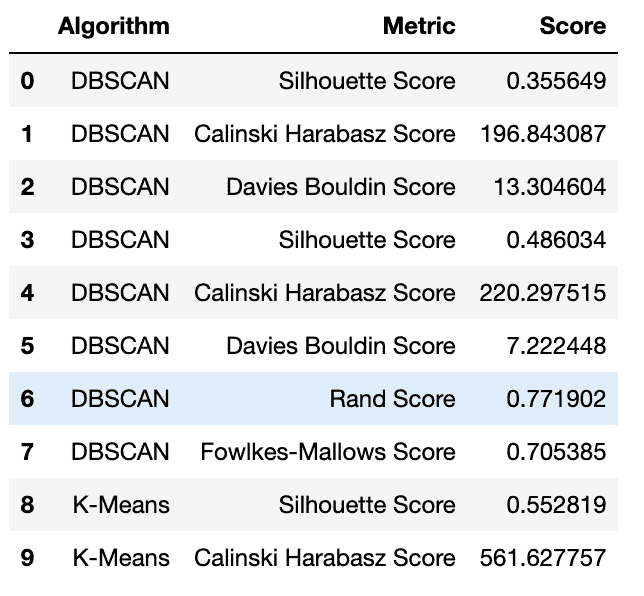 Algorithm Metric Score
0 DBSCAN Silhouette Score 0.355649
1 DBSCAN Calinski Harabasz Score 196.843087
2 DBSCAN Davies Bouldin Score 13.304604
3 DBSCAN Silhouette Score 0.486034
4 DBSCAN Calinski Harabasz Score 220.297515
5 DBSCAN Davies Bouldin Score 7.222448
6 DBSCAN Rand Score 0.771902
7 DBSCAN Fowlkes-Mallows Score 0.705385
8 K-Means Silhouette Score 0.552819
9 K-Means Calinski Harabasz Score 561.627757